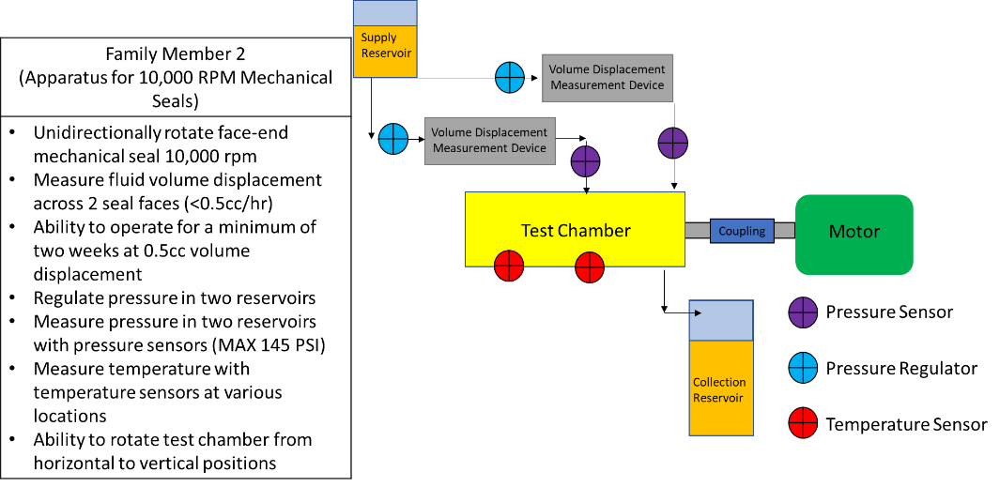 Family Member 2
(Apparatus for 10,000 RPM Mechanical
Seals)
• Unidirectionally rotate face-end
mechanical seal 10,000 rpm
• Measure fluid volume displacement
across 2 seal faces (<0.5cc/hr)
• Ability to operate for a minimum of
two weeks at 0.5cc volume
displacement
• Regulate pressure in two reservoirs
• Measure pressure in two reservoirs
with pressure sensors (MAX 145 PSI)
• Measure temperature with
temperature sensors at various
locations
• Ability to rotate test chamber from
horizontal to vertical positions
Supply
Reservoir
Volume Displacement
Measurement Device
Volume Displacement
Measurement Device
Test Chamber
Coupling
Motor
Collection
Reservoir
Pressure Sensor
Pressure Regulator
Temperature Sensor